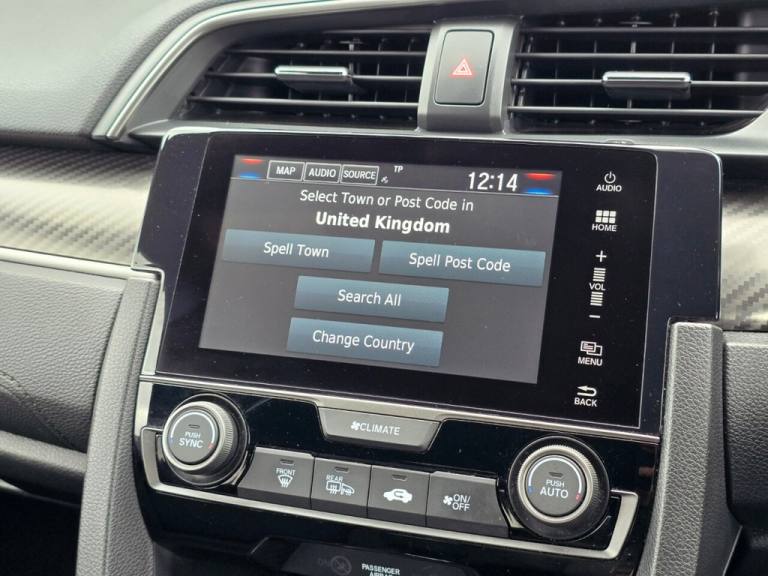 MAP AUDIO SOURCE TP 12:14
Select Town or Post Code in
United Kingdom
Spell Town Spell Post Code
Search All
Change Country
AUDIO
HOME
+
VOL
−
MENU
BACK
CLIMATE
PUSH
SYNC
FRONT
REAR
ON/
OFF
PUSH
AUTO
PASSENGER
AIRBAG